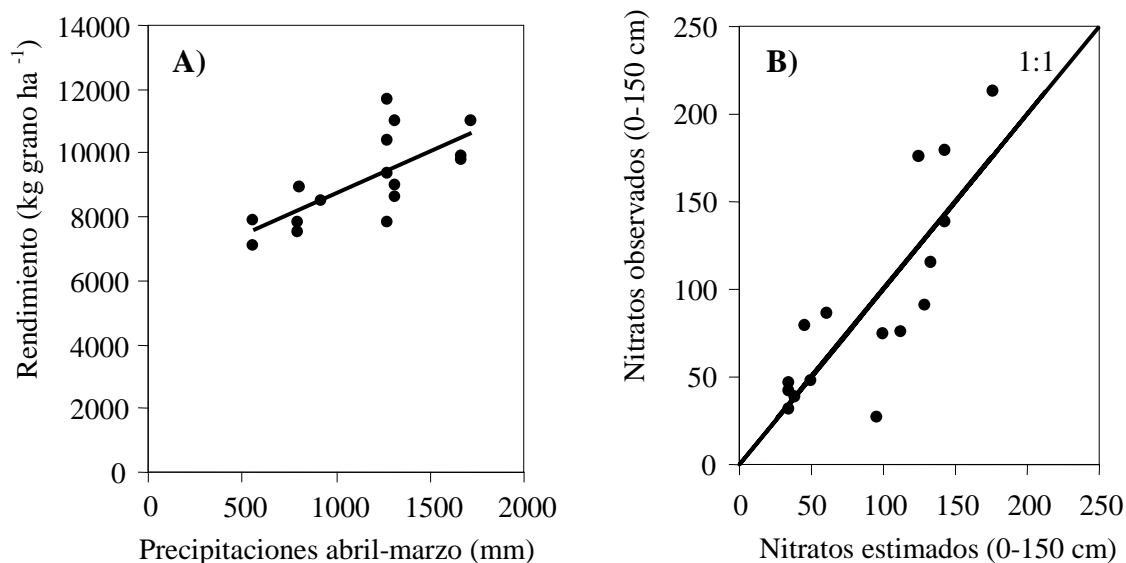 A)
Rendimiento (kg grano ha -1)
14000
12000
10000
8000
6000
4000
2000
0
0 500 1000 1500 2000
Precipitaciones abril-marzo (mm)
B)
1:1
Nitratos observados (0-150 cm)
250
200
150
100
50
0
0 50 100 150 200 250
Nitratos estimados (0-150 cm)